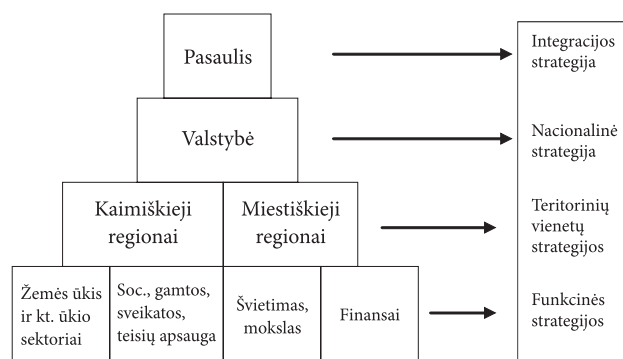 Pasaulis
Integracijos
strategija
Valstybė
Nacionalinė
strategija
Kaimiškieji
regionai
Miestiškieji
regionai
Teritorinių
vienetų
strategijos
Žemės ūkis
ir kt. ūkio
sektoriai
Soc., gamtos,
sveikatos,
teisių apsauga
Švietimas,
mokslas
Finansai
Funkcinės
strategijos